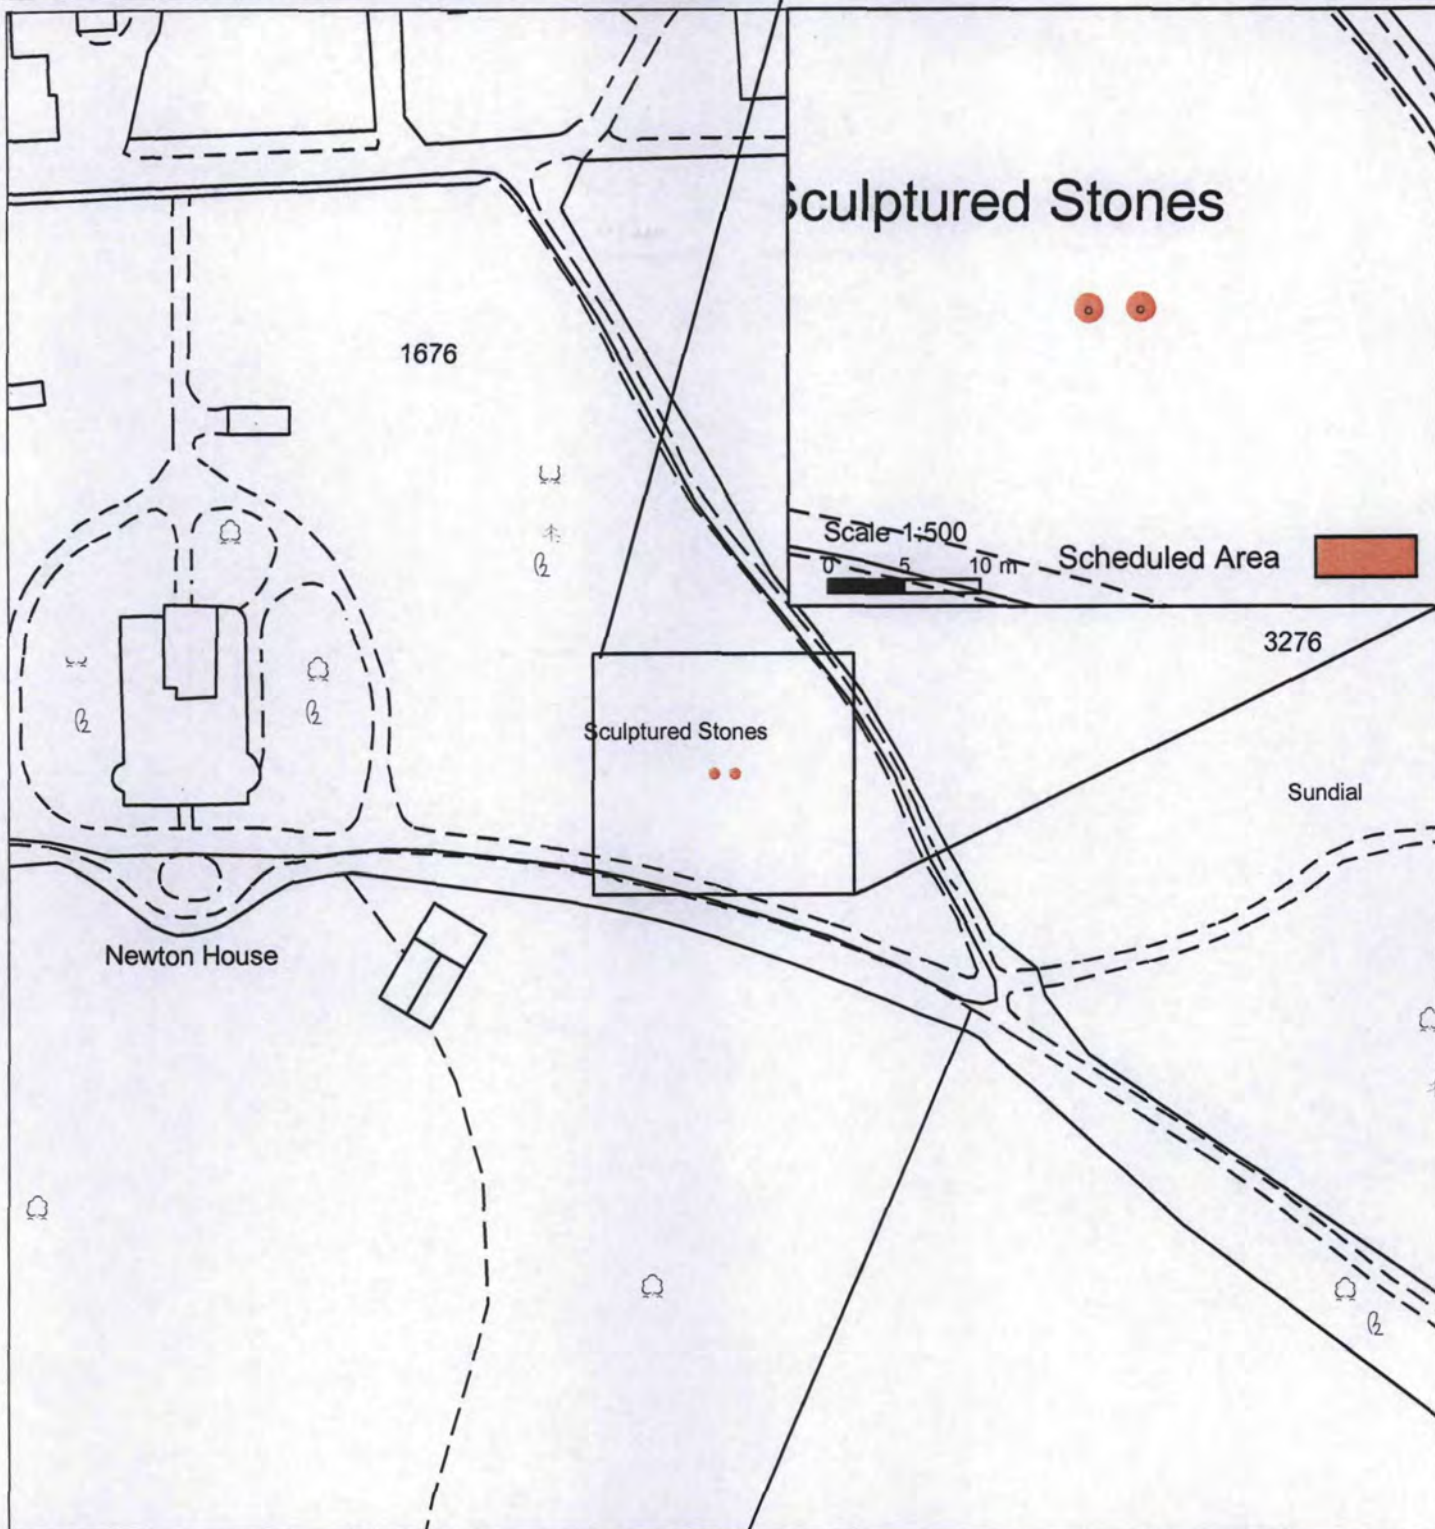 Sculptured Stones
1676
Scale 1:500
0 5 10 m
Scheduled Area
3276
Sculptured Stones
Sundial
Newton House